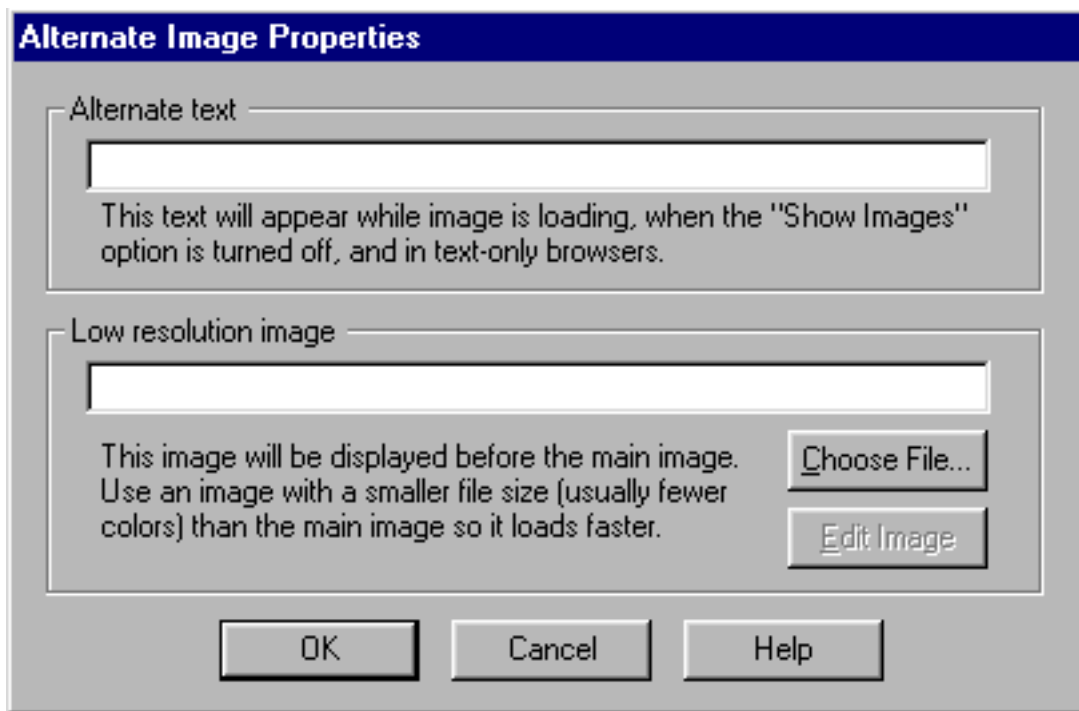 Alternate Image Properties
Alternate text
This text will appear while image is loading, when the "Show Images"
option is turned off, and in text-only browsers.
Low resolution image
This image will be displayed before the main image.
Use an image with a smaller file size (usually fewer
colors) than the main image so it loads faster.
Choose File...
Edit Image
OK Cancel Help